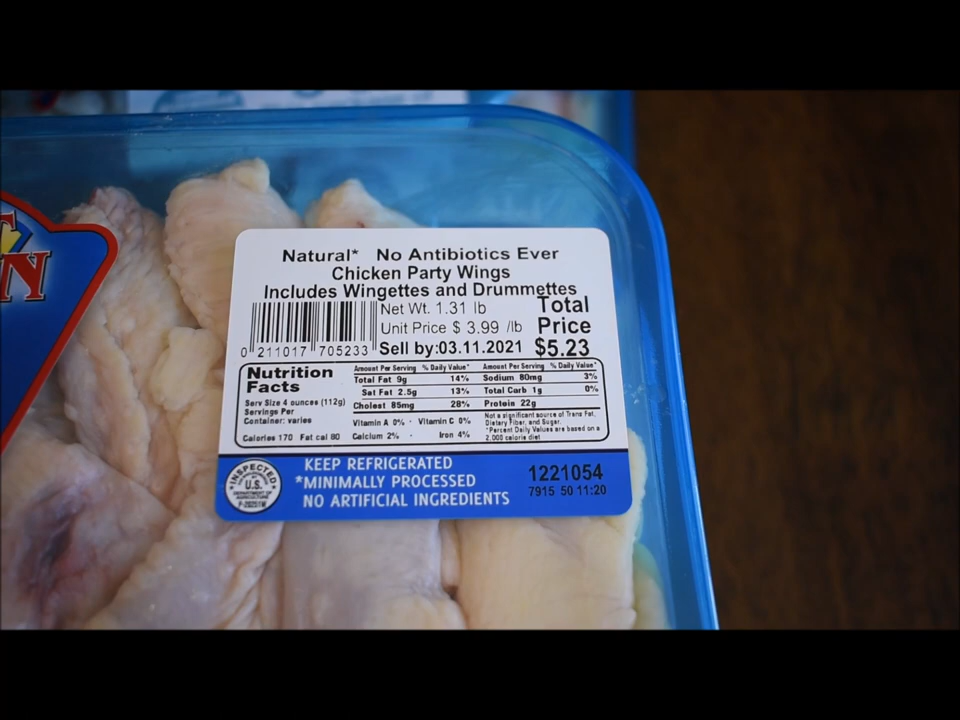 N
Natural* No Antibiotics Ever
Chicken Party Wings
Includes Wingettes and Drummettes
Net Wt. 1.31 lb
Unit Price $ 3.99 /lb
Sell by:03.11.2021
Total
Price
$5.23
0 211017 705233
Nutrition
Facts
Serv Size 4 ounces (112g)
Servings Per
Container: varies
Calories 170 Fat cal 80
Amount Per Serving % Daily Value*
Total Fat 9g 14%
Sat Fat 2.5g 13%
Cholest 85mg 28%
Vitamin A 0% · Vitamin C 0%
Calcium 2% · Iron 4%
Amount Per Serving % Daily Value*
Sodium 80mg 3%
Total Carb 1g 0%
Protein 22g
Not a significant source of Trans Fat,
Dietary Fiber, and Sugar.
*Percent Daily Values are based on a
2,000 calorie diet
INSPECTED
U.S.
DEPARTMENT OF
AGRICULTURE
KEEP REFRIGERATED
*MINIMALLY PROCESSED
NO ARTIFICIAL INGREDIENTS
1221054
7915 50 11:20